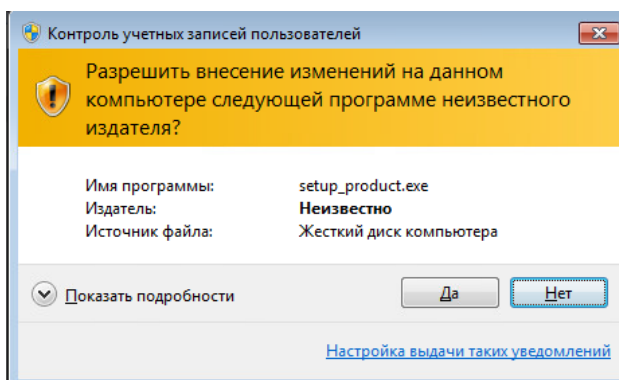 Контроль учетных записей пользователей
Разрешить внесение изменений на данном
компьютере следующей программе неизвестного
издателя?
Имя программы: setup_product.exe
Издатель: Неизвестно
Источник файла: Жесткий диск компьютера
Показать подробности Да Нет
Настройка выдачи таких уведомлений